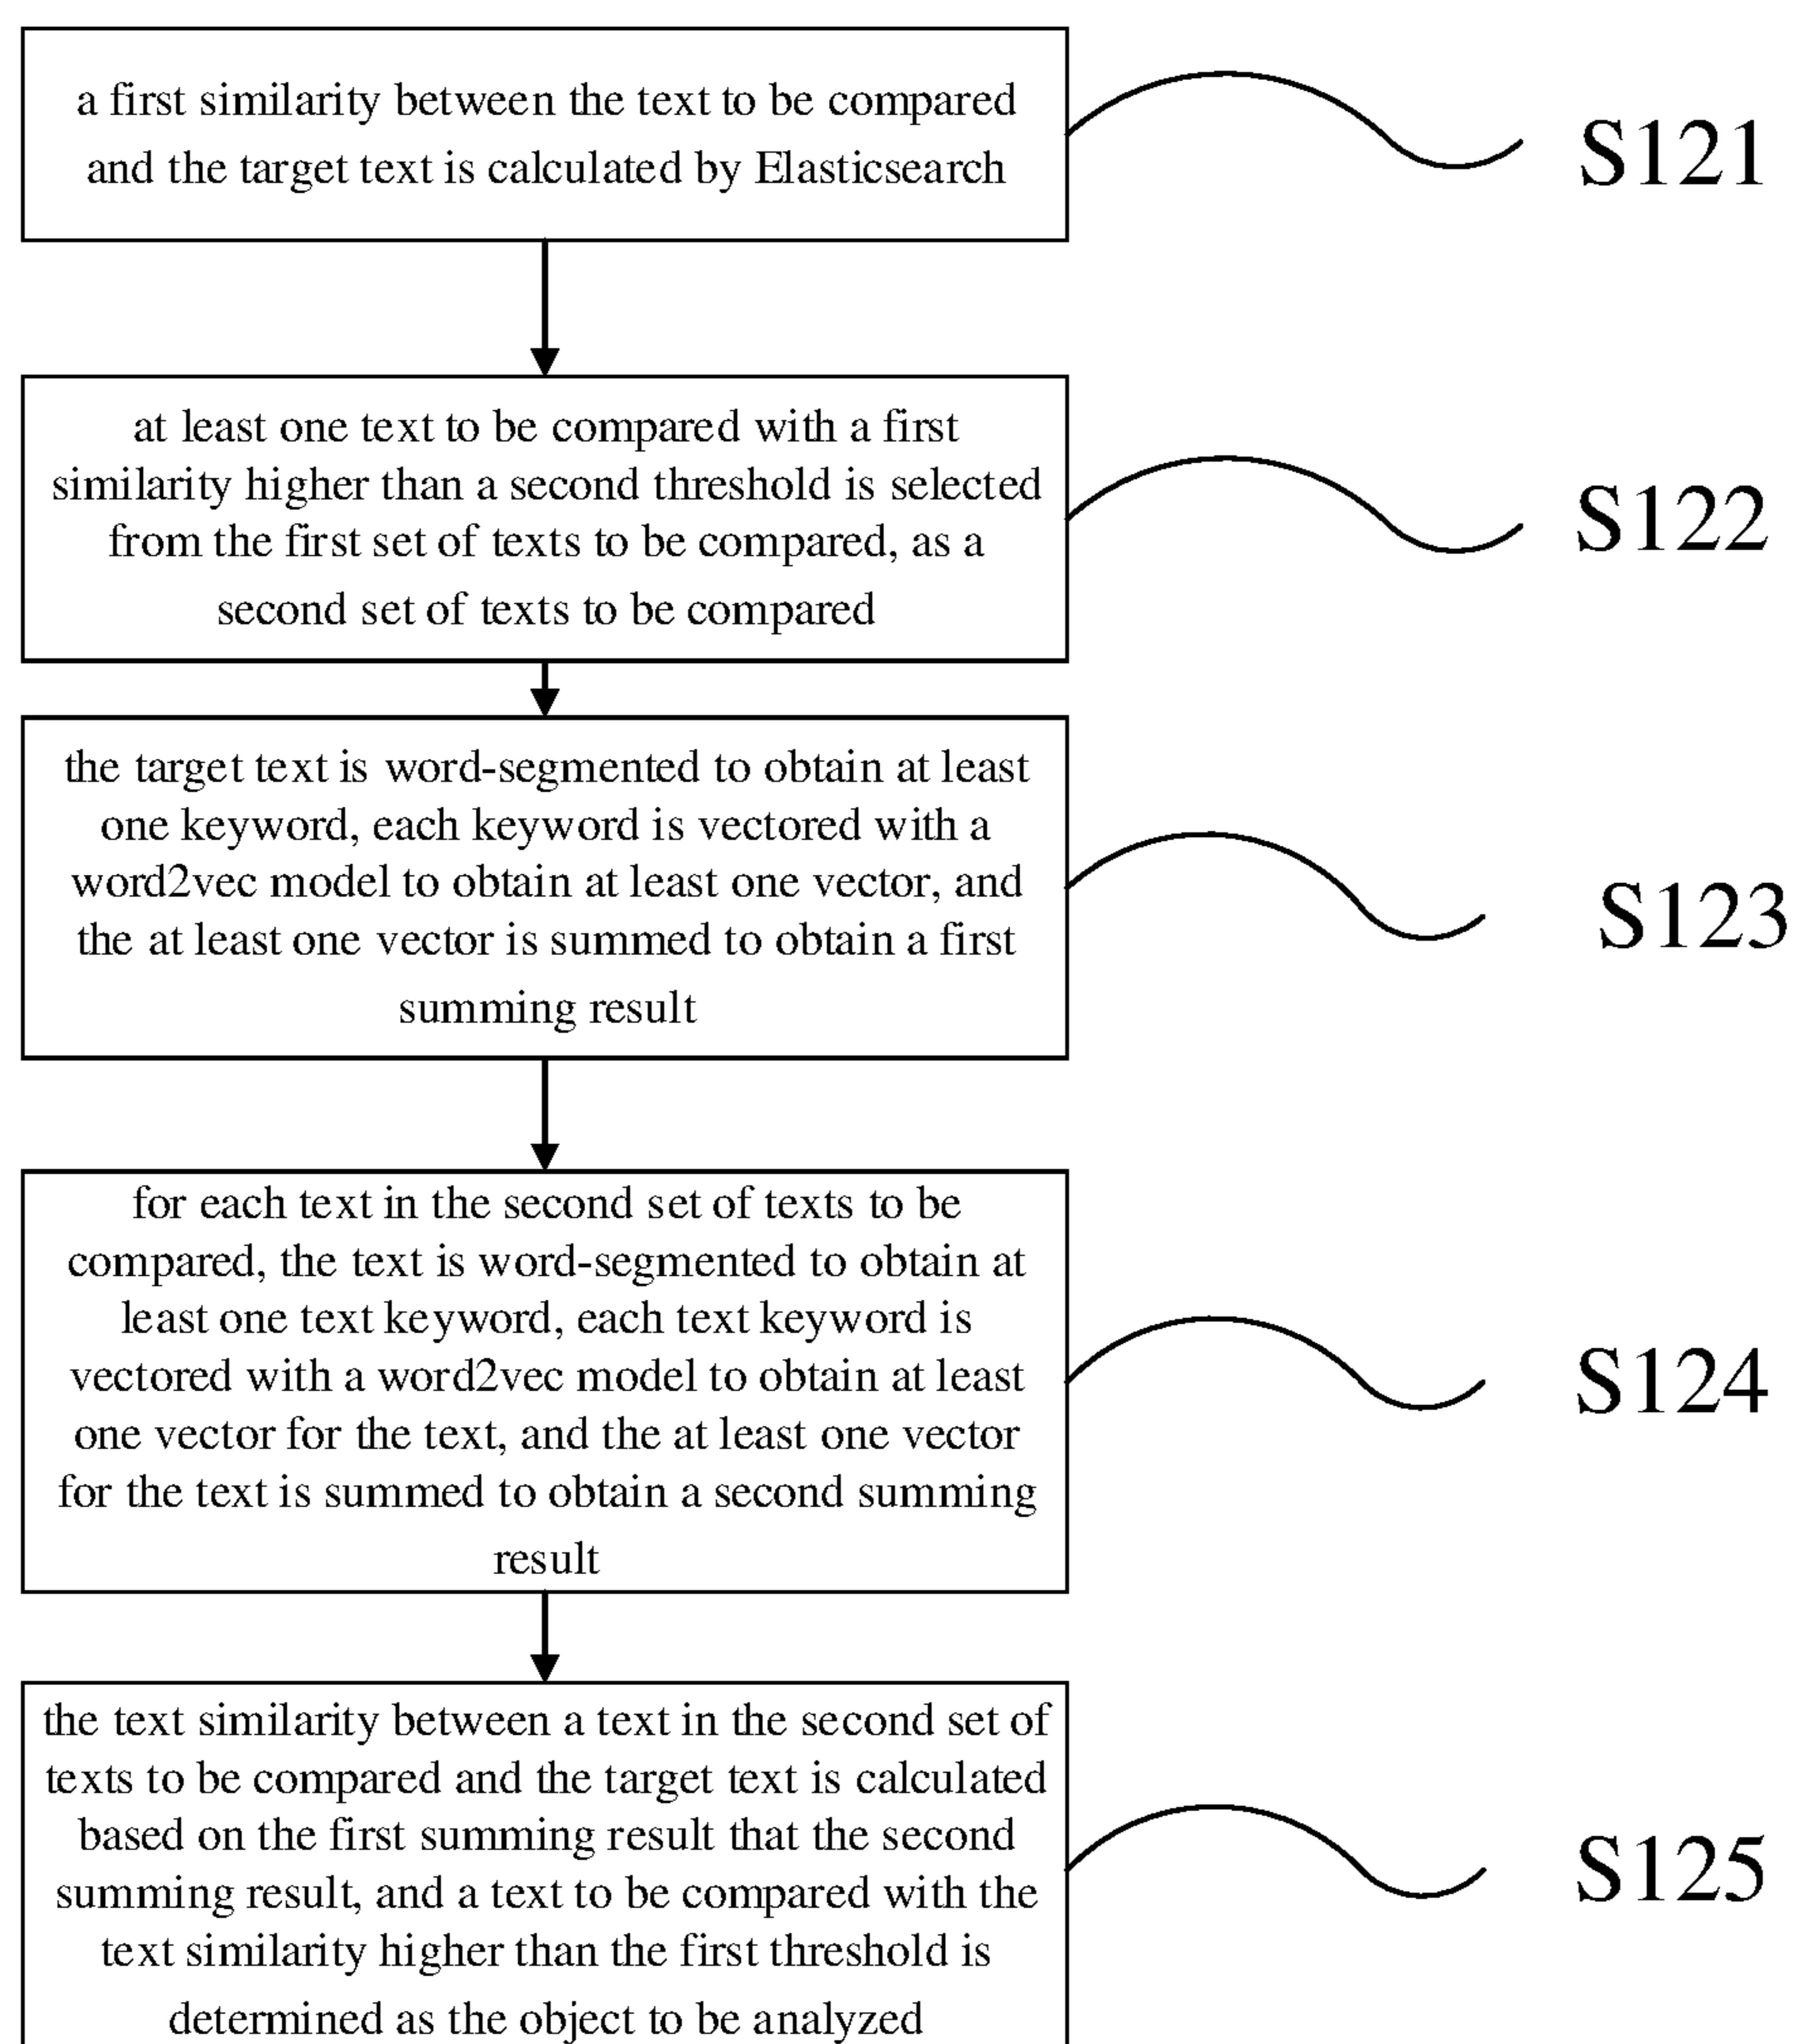 a first similarity between the text to be compared
and the target text is calculated by Elasticsearch
S121
at least one text to be compared with a first
similarity higher than a second threshold is selected
from the first set of texts to be compared, as a
second set of texts to be compared
S122
the target text is word-segmented to obtain at least
one keyword, each keyword is vectored with a
word2vec model to obtain at least one vector, and
the at least one vector is summed to obtain a first
summing result
S123
for each text in the second set of texts to be
compared, the text is word-segmented to obtain at
least one text keyword, each text keyword is
vectored with a word2vec model to obtain at least
one vector for the text, and the at least one vector
for the text is summed to obtain a second summing
result
S124
the text similarity between a text in the second set of
texts to be compared and the target text is calculated
based on the first summing result that the second
summing result, and a text to be compared with the
text similarity higher than the first threshold is
determined as the object to be analyzed
S125